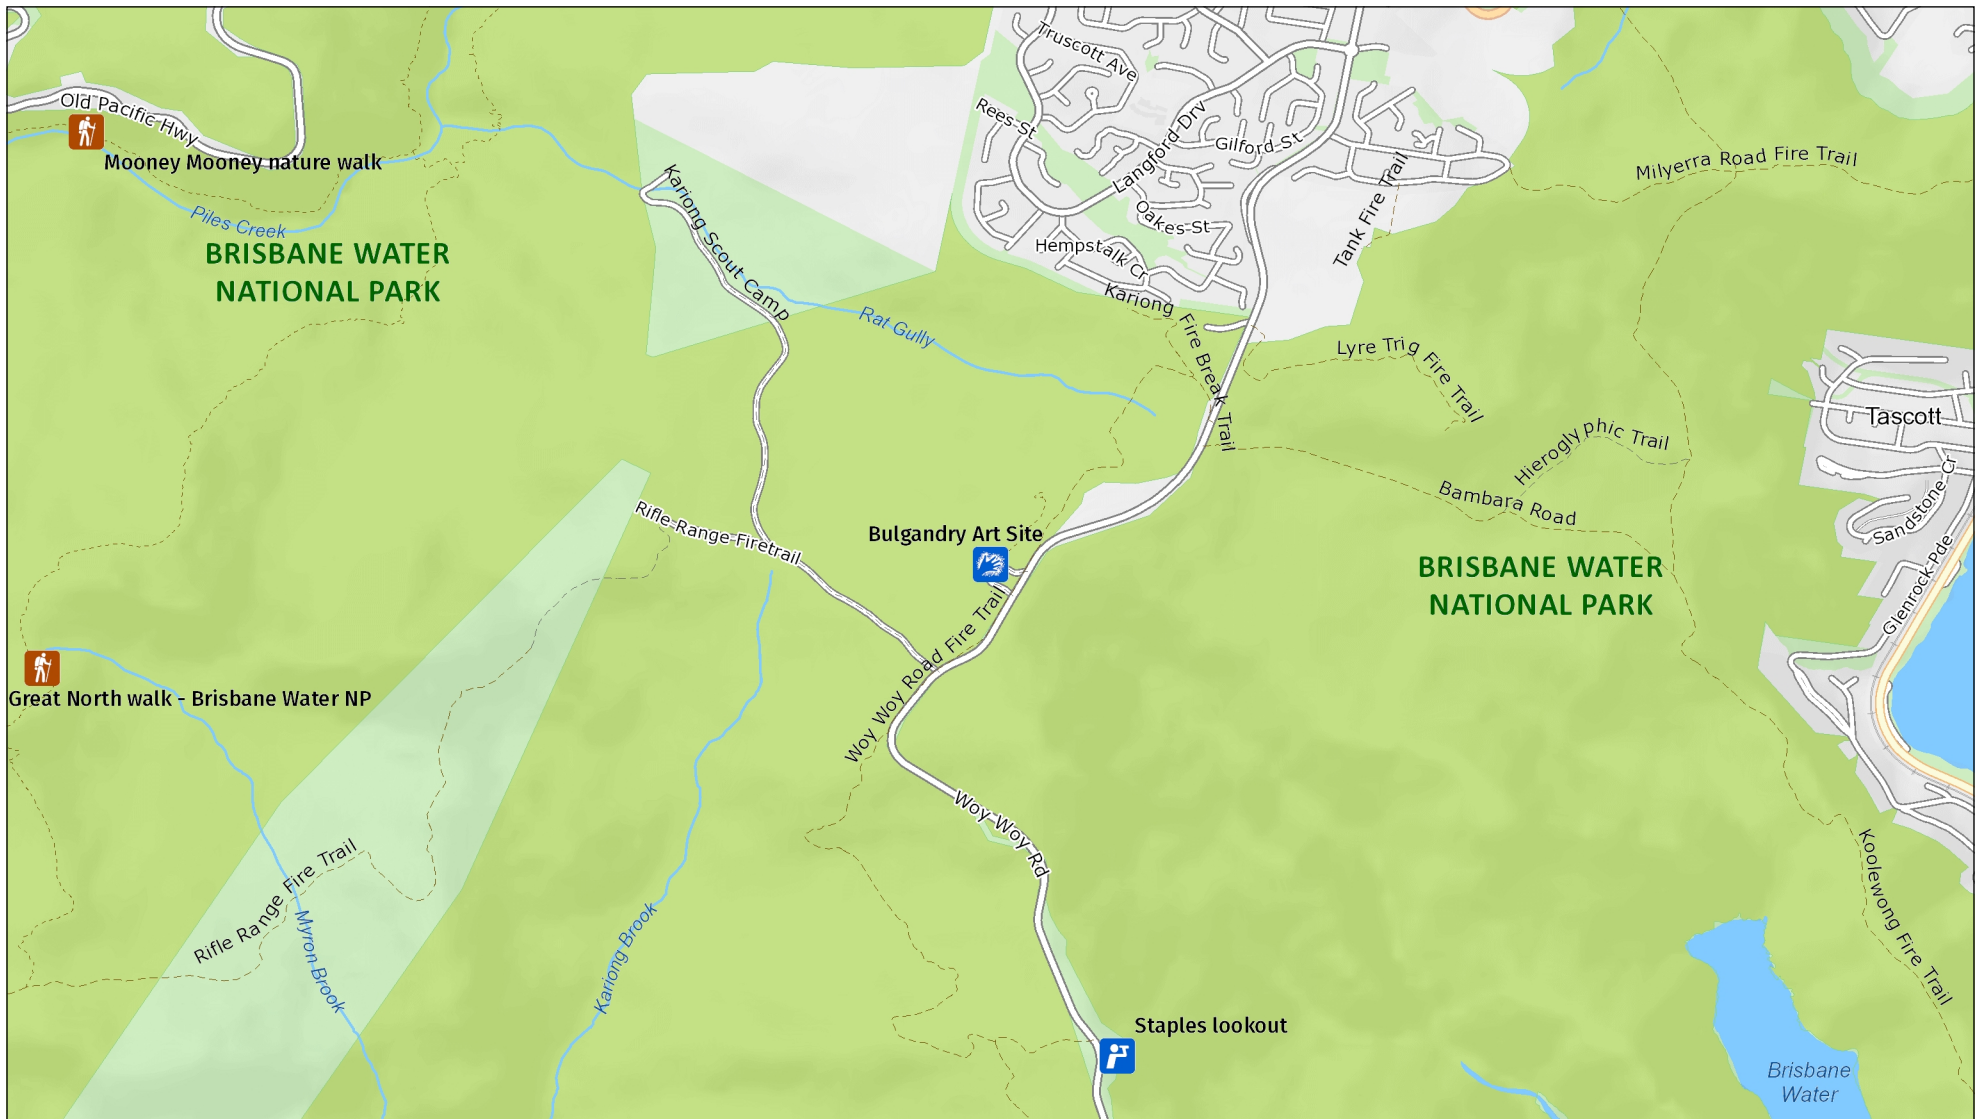 Truscott Ave
Old Pacific Hwy
Rees-St
Langford-Drv
Gilford-St
Mooney Mooney nature walk
Milyerra Road Fire Trail
Kariong Scout Camp
Tank Fire Trail
Piles Creek
Oakes-St
BRISBANE WATER
NATIONAL PARK
Hempstalk Cr
Kariong Fire Break Trail
Rat Gully
Lyre Trig Fire Trail
Tascott
Hieroglyphic Trail
Bambara Road
Sandstone-Cr
Rifle-Range-Firetrail
Bulgandry Art Site
Glenrock-Pde
BRISBANE WATER
NATIONAL PARK
Woy Woy Road Fire Trail
Great North walk - Brisbane Water NP
Woy-Woy-Rd
Rifle Range Fire Trail
Koolewong Fire Trail
Myron Brook
Kariong Brook
Staples lookout
Brisbane
Water